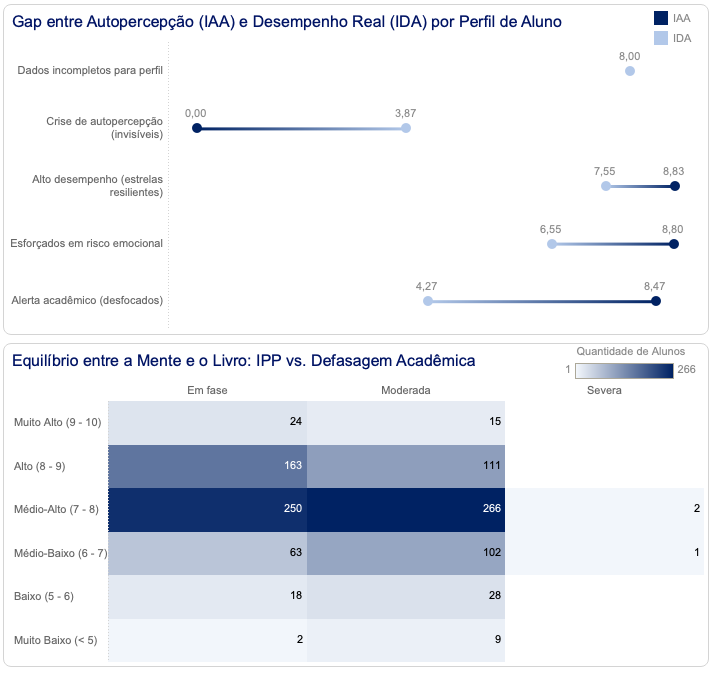 Gap entre Autopercepção (IAA) e Desempenho Real (IDA) por Perfil de Aluno
IAA
IDA
Dados incompletos para perfil
8,00
Crise de autopercepção
(invisíveis)
0,00
3,87
Alto desempenho (estrelas
resilientes)
7,55
8,83
Esforçados em risco emocional
6,55
8,80
Alerta acadêmico (desfocados)
4,27
8,47
Equilíbrio entre a Mente e o Livro: IPP vs. Defasagem Acadêmica
Quantidade de Alunos
1
266
Em fase
Moderada
Severa
Muito Alto (9 - 10)
24
15
Alto (8 - 9)
163
111
Médio-Alto (7 - 8)
250
266
2
Médio-Baixo (6 - 7)
63
102
1
Baixo (5 - 6)
18
28
Muito Baixo (< 5)
2
9